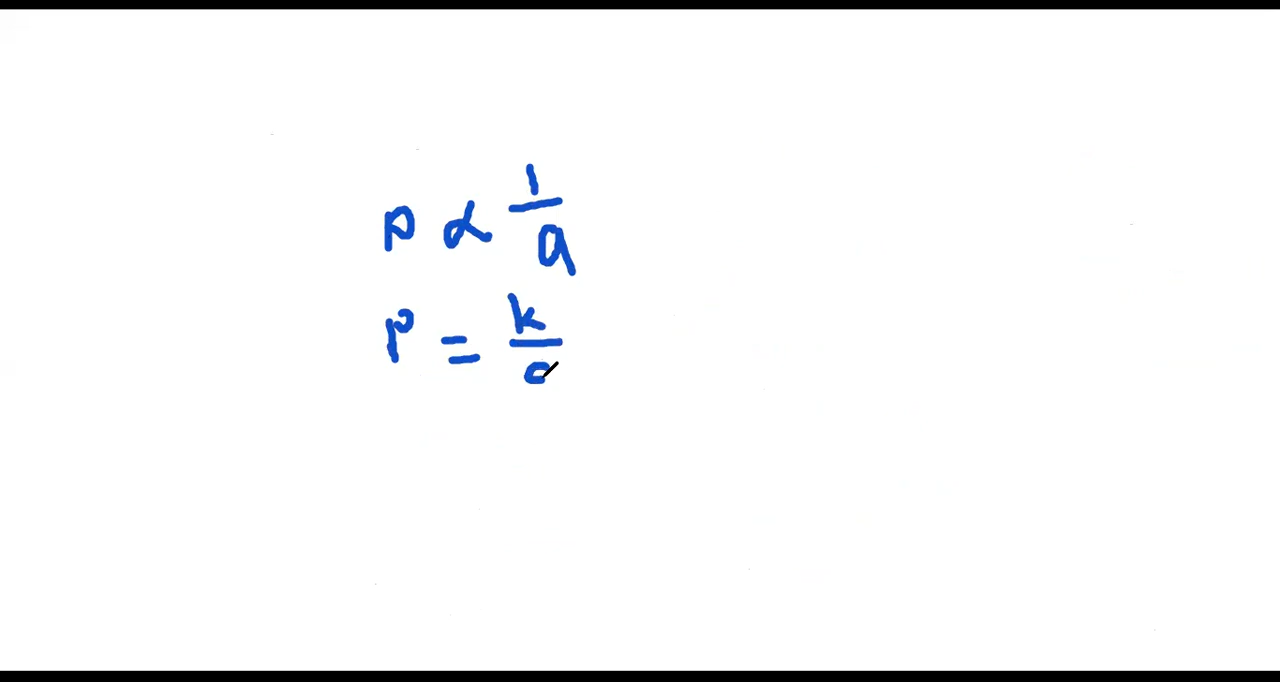 P ∝ 1/a
P = k/a